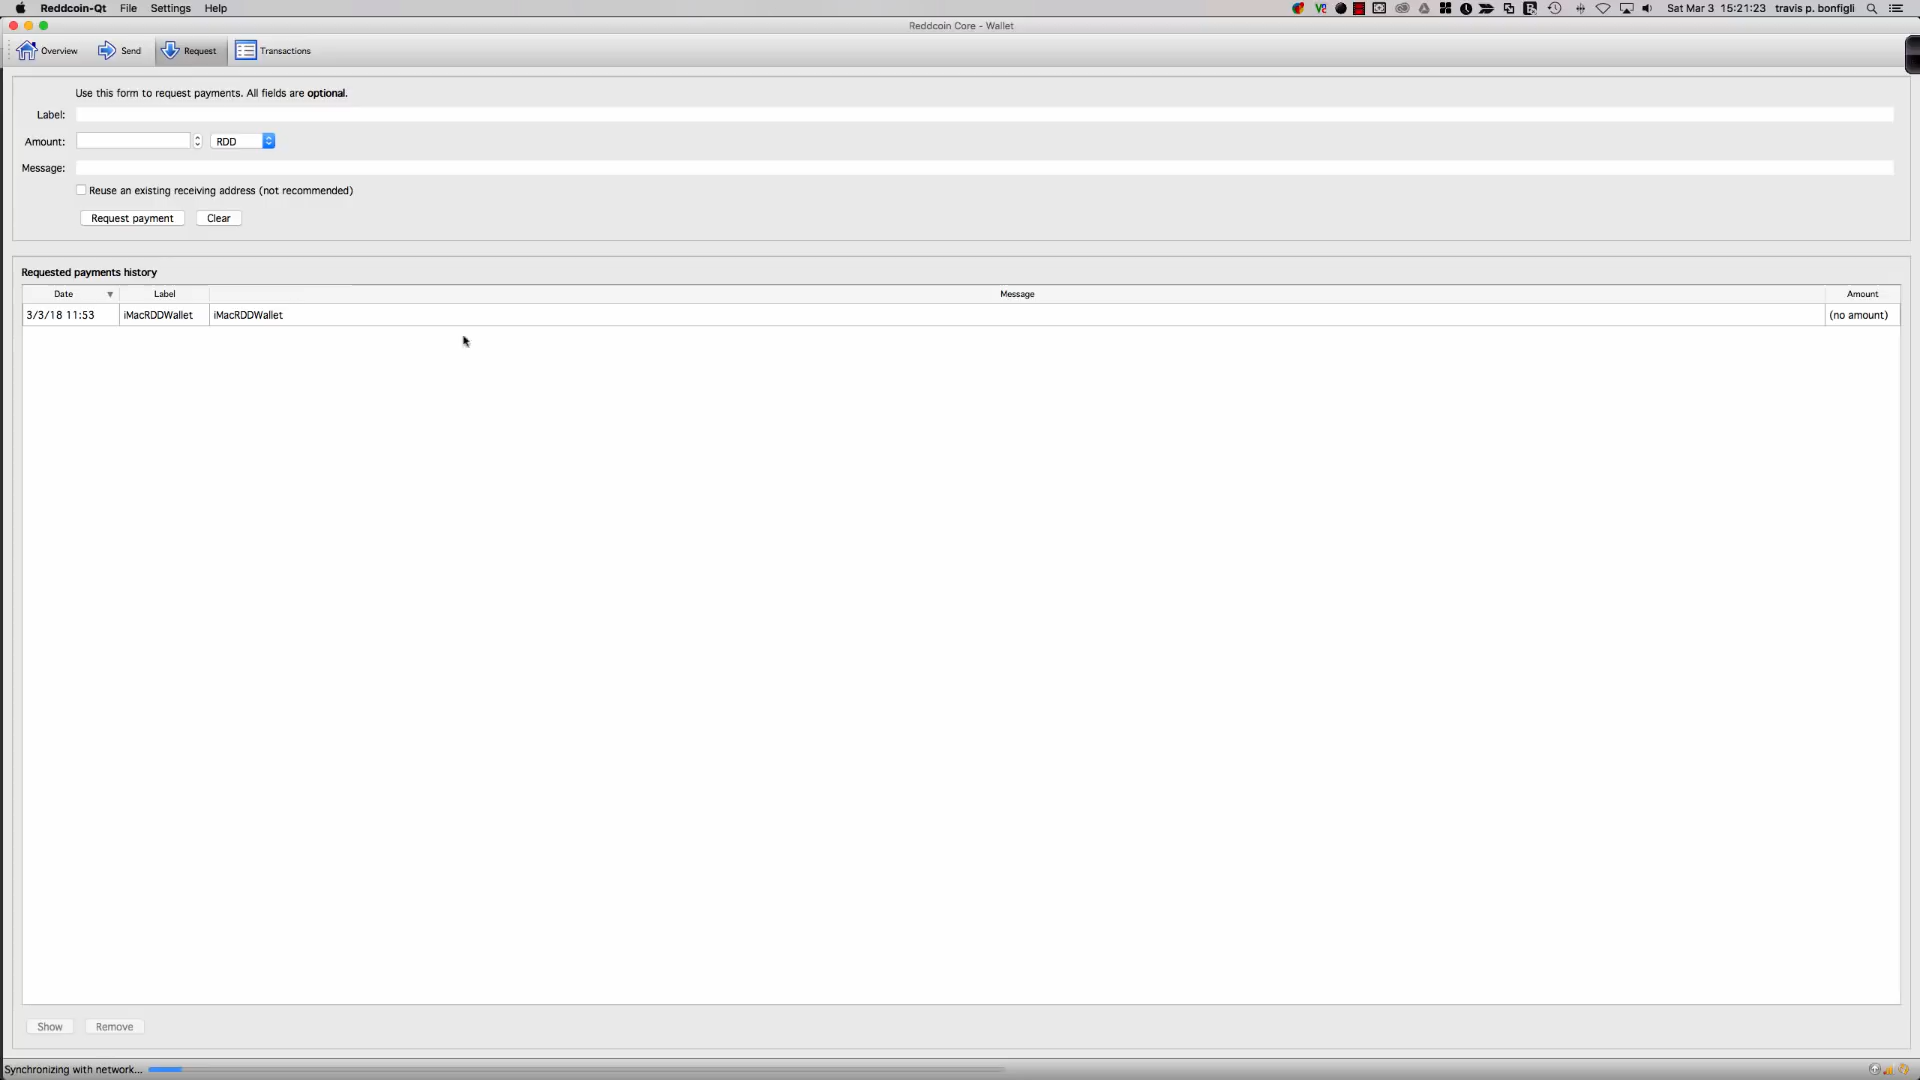 Reddcoin-Qt File Settings Help Sat Mar 3 15:21:23 travis p. bonfigli
Reddcoin Core - Wallet
Overview Send Request Transactions
Use this form to request payments. All fields are optional.
Label:
Amount: RDD
Message:
Reuse an existing receiving address (not recommended)
Request payment Clear
Requested payments history
Date Label Message Amount
3/3/18 11:53 iMacRDDWallet iMacRDDWallet (no amount)
Show Remove
Synchronizing with network...